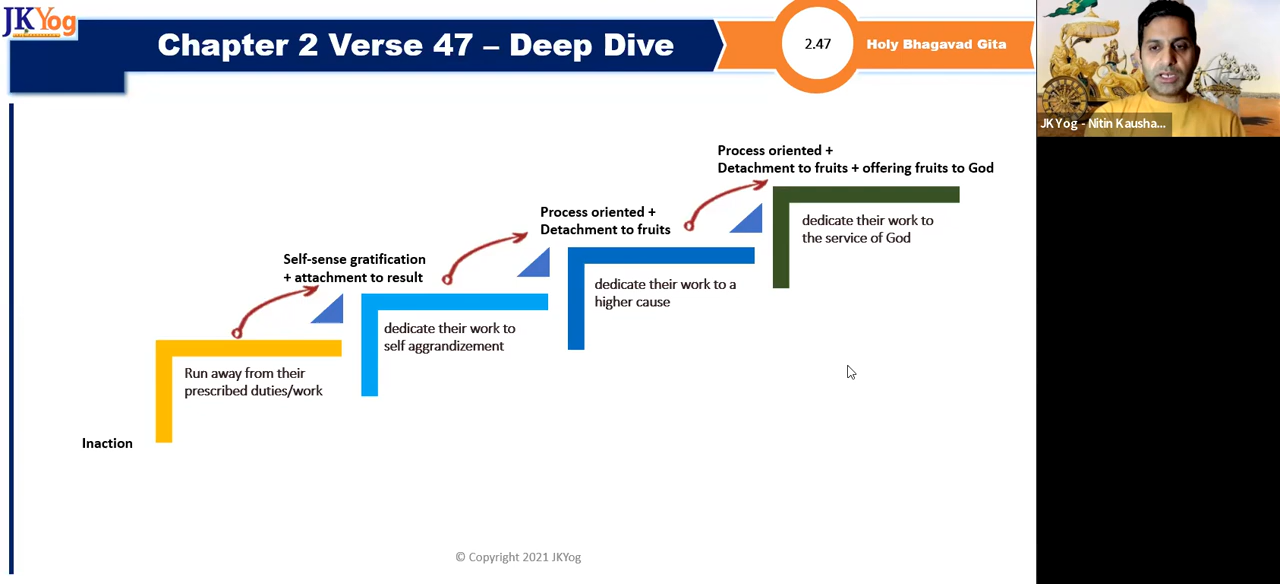 JKYog
Chapter 2 Verse 47 – Deep Dive
2.47
Holy Bhagavad Gita
JKYog - Nitin Kausha...
Process oriented +
Detachment to fruits + offering fruits to God
dedicate their work to
the service of God
Process oriented +
Detachment to fruits
dedicate their work to a
higher cause
Self-sense gratification
+ attachment to result
dedicate their work to
self aggrandizement
Run away from their
prescribed duties/work
Inaction
© Copyright 2021 JKYog